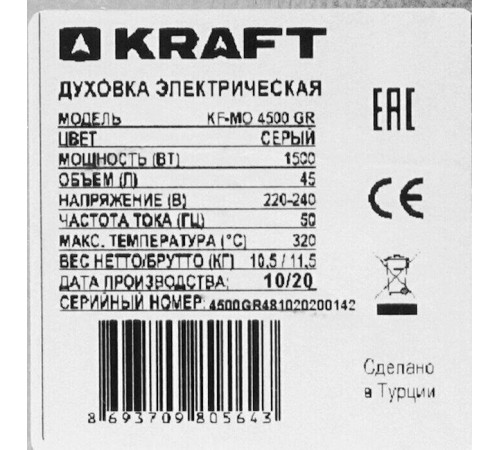 KRAFT
ДУХОВКА ЭЛЕКТРИЧЕСКАЯ
МОДЕЛЬ KF-MO 4500 GR
ЦВЕТ СЕРЫЙ
МОЩНОСТЬ (ВТ) 1500
ОБЪЕМ (Л) 45
НАПРЯЖЕНИЕ (В) 220-240
ЧАСТОТА ТОКА (ГЦ) 50
МАКС. ТЕМПЕРАТУРА (°C) 320
ВЕС НЕТТО/БРУТТО (КГ) 10,5 / 11,5
ДАТА ПРОИЗВОДСТВА: 10/20
СЕРИЙНЫЙ НОМЕР: 4500GR481020200142
8 693709 805643
EAC
CE
Сделано
в Турции